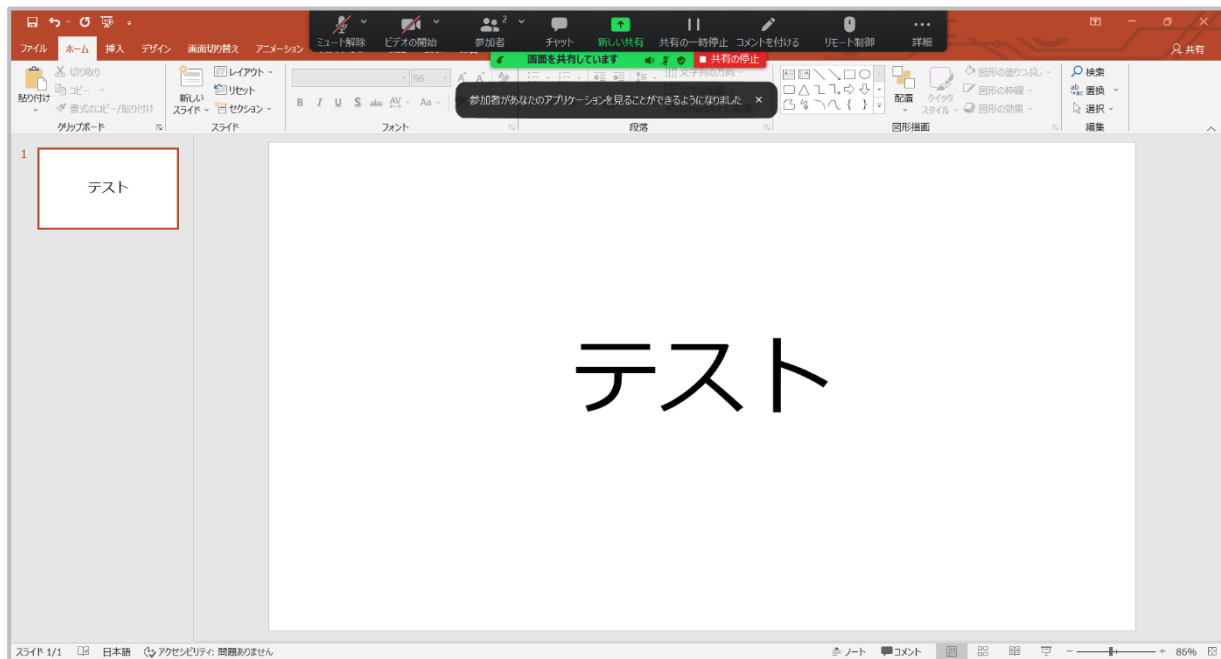 ミュート解除 ビデオの開始 参加者 2 チャット 新しい共有 共有の一時停止 コメントを付ける リモート制御 詳細
ファイル ホーム 挿入 デザイン 画面切り替え アニメーション 共有
画面を共有しています 共有の停止
貼り付け 切り取り コピー 書式のコピー/貼り付け
新しいスライド レイアウト リセット セクション
96
B I U S abc AV Aa
参加者があなたのアプリケーションを見ることができるようになりました ×
文字列の方向
配置 クイックスタイル 図形の塗りつぶし 図形の枠線 図形の効果
検索 置換 選択
クリップボード スライド フォント 段落 図形描画 編集
1
テスト
テスト
スライド 1/1 日本語 アクセシビリティ: 問題ありません ノート コメント 86%